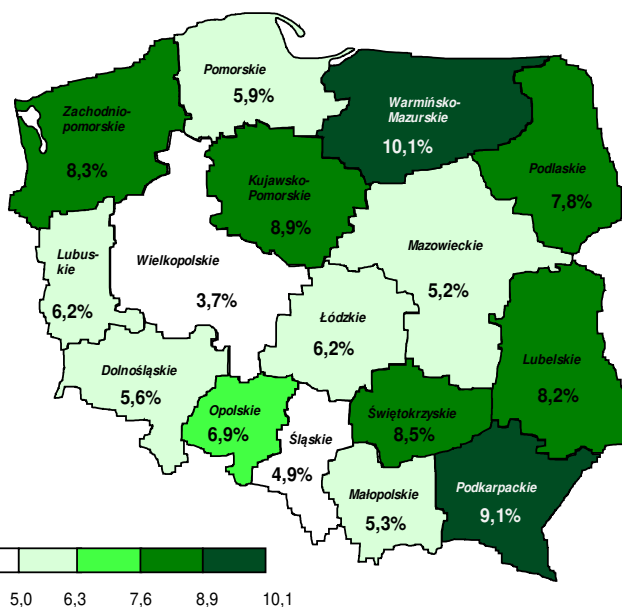 Pomorskie
5,9%
Warmińsko-
Mazurskie
10,1%
Zachodnio-
pomorskie
8,3%
Kujawsko-
Pomorskie
8,9%
Podlaskie
7,8%
Lubus-
kie
6,2%
Wielkopolskie
3,7%
Mazowieckie
5,2%
Łódzkie
6,2%
Dolnośląskie
5,6%
Lubelskie
8,2%
Opolskie
6,9%
Śląskie
4,9%
Świętokrzyskie
8,5%
Małopolskie
5,3%
Podkarpackie
9,1%
5,0 6,3 7,6 8,9 10,1